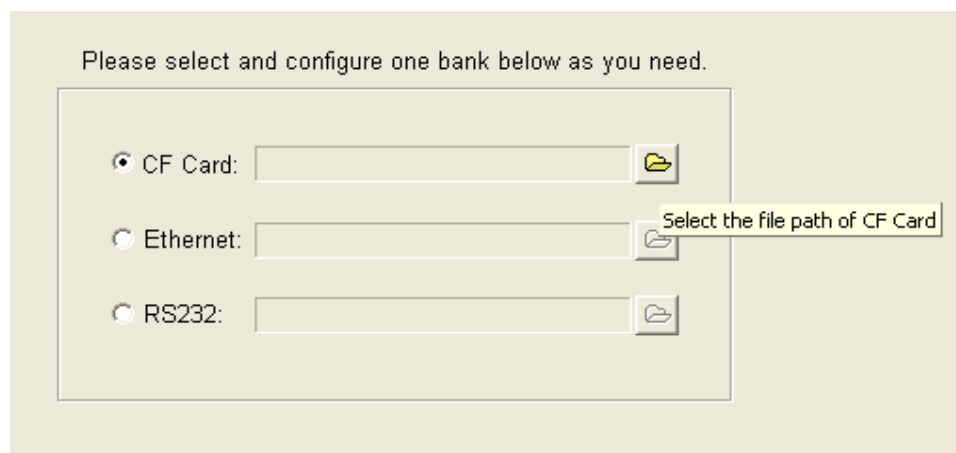 Please select and configure one bank below as you need.
CF Card:
Select the file path of CF Card
Ethernet:
RS232: